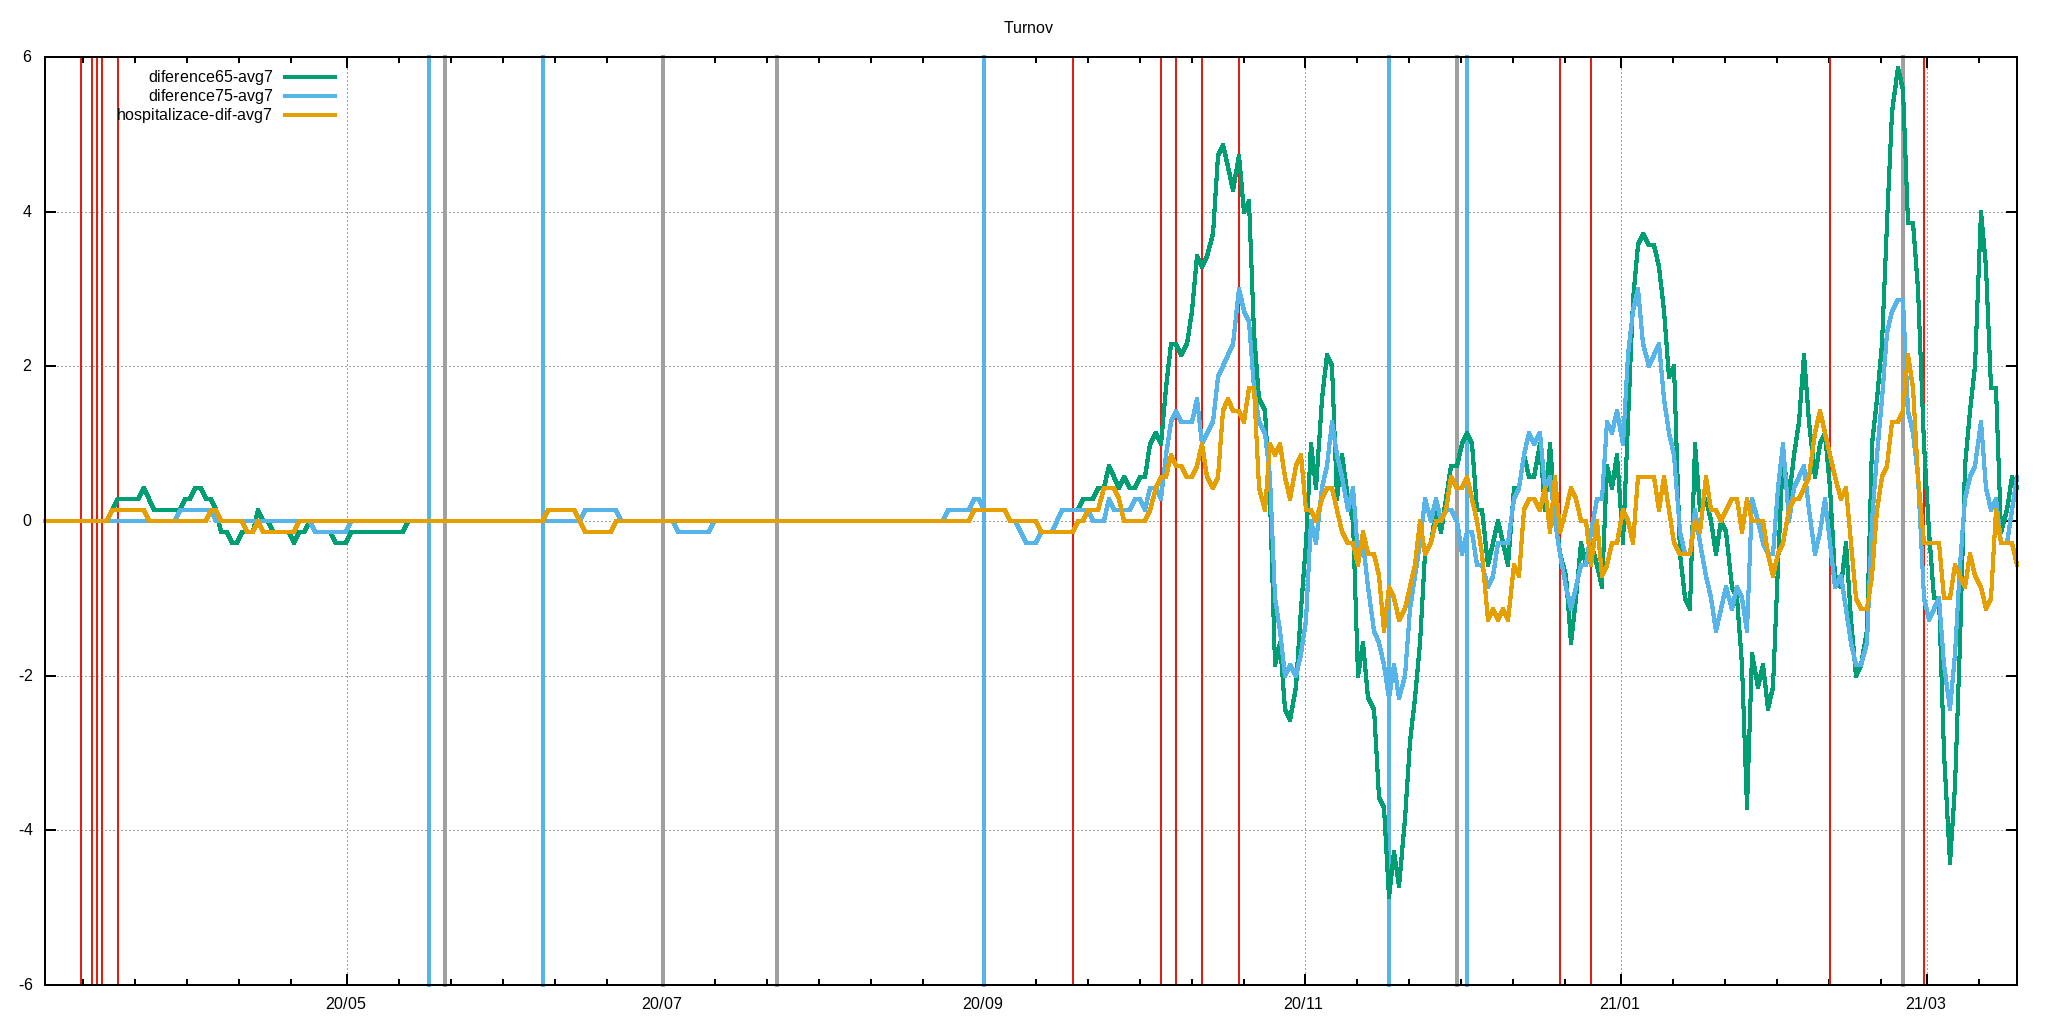 Turnov
6
diference65-avg7
diference75-avg7
hospitalizace-dif-avg7
4
2
0
-2
-4
-6
20/05 20/07 20/09 20/11 21/01 21/03